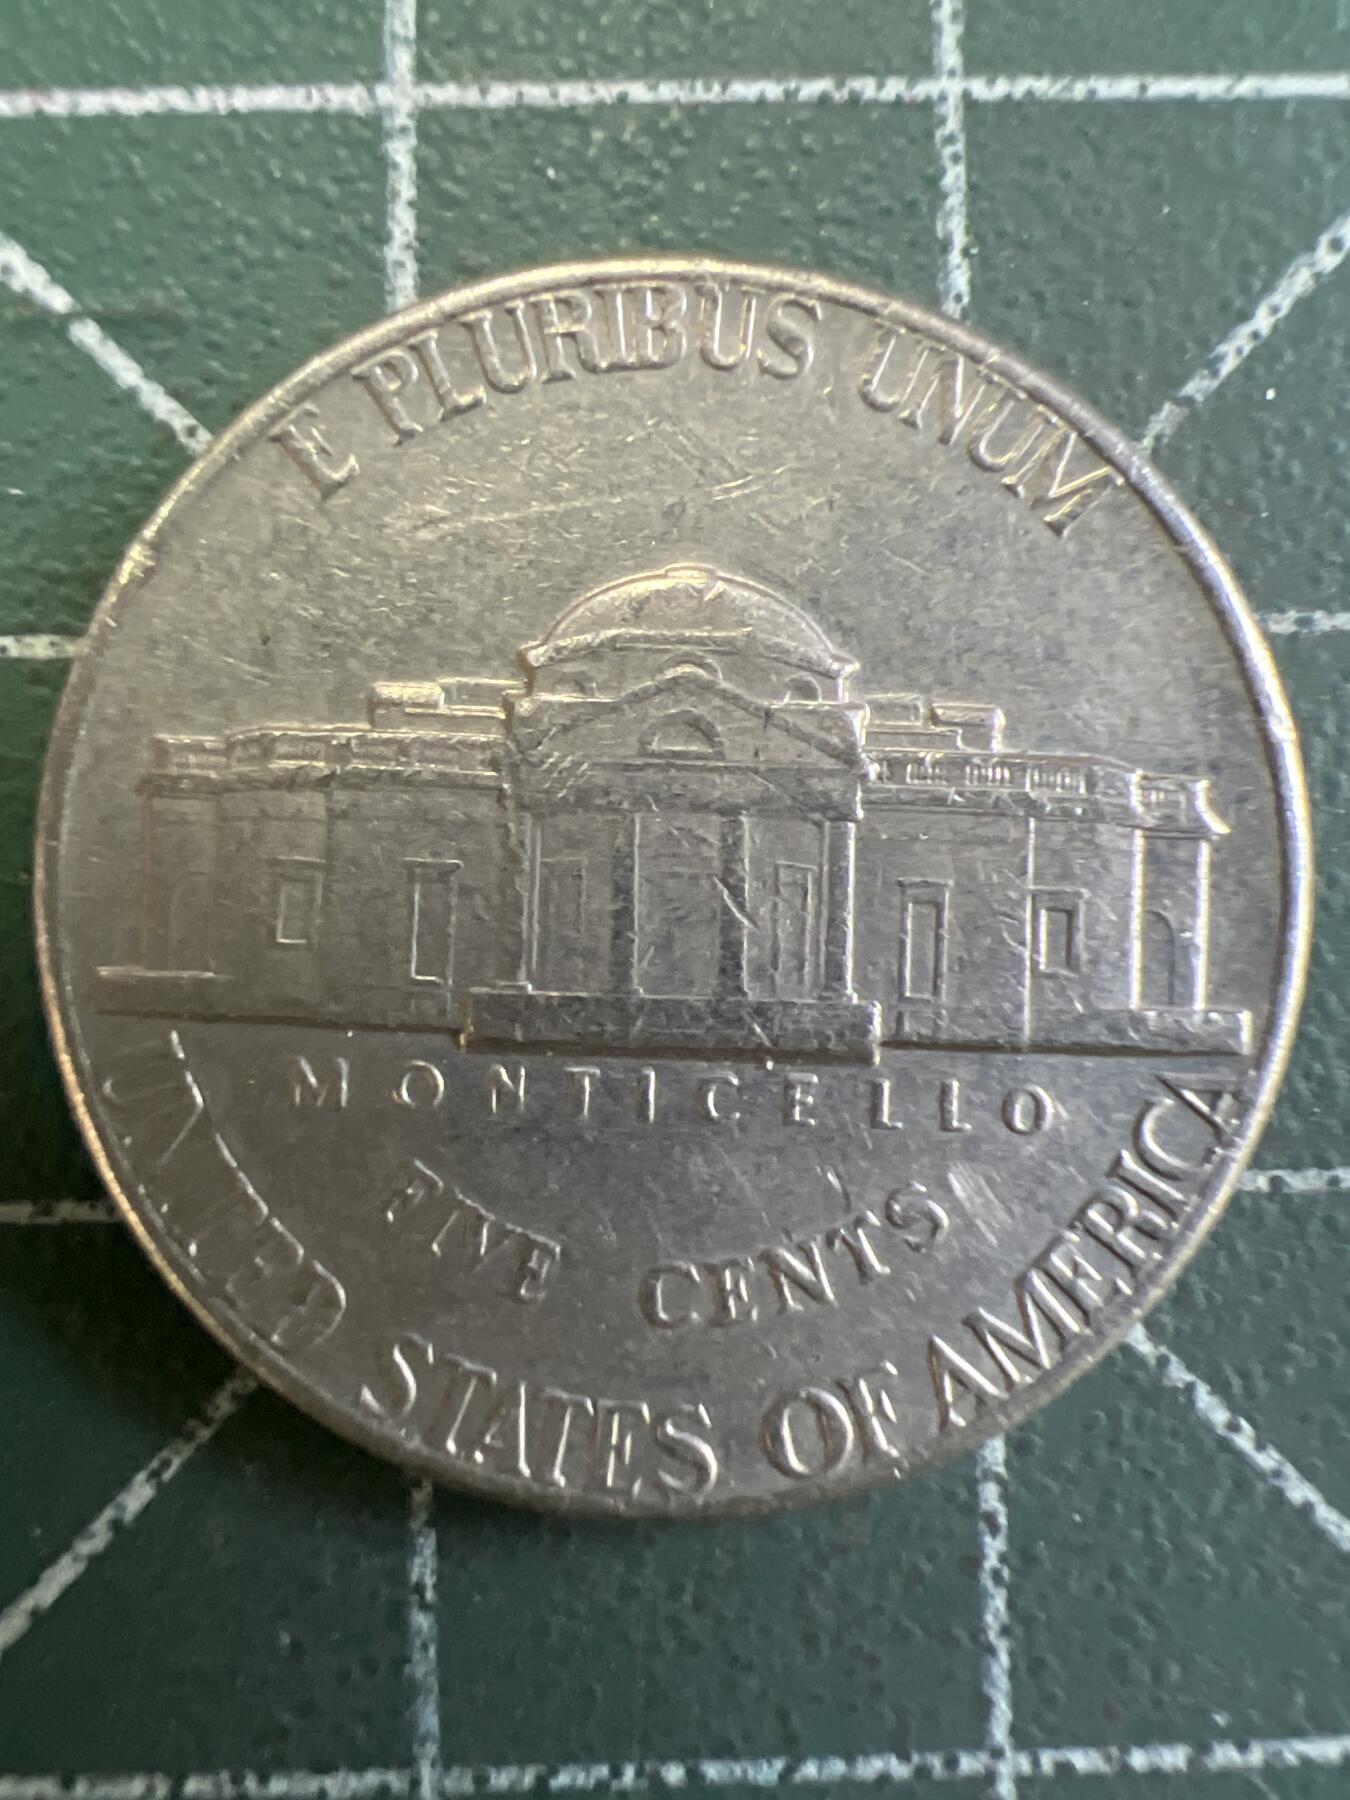 E PLURIBUS UNUM
MONTICELLO
FIVE CENTS
UNITED STATES OF AMERICA